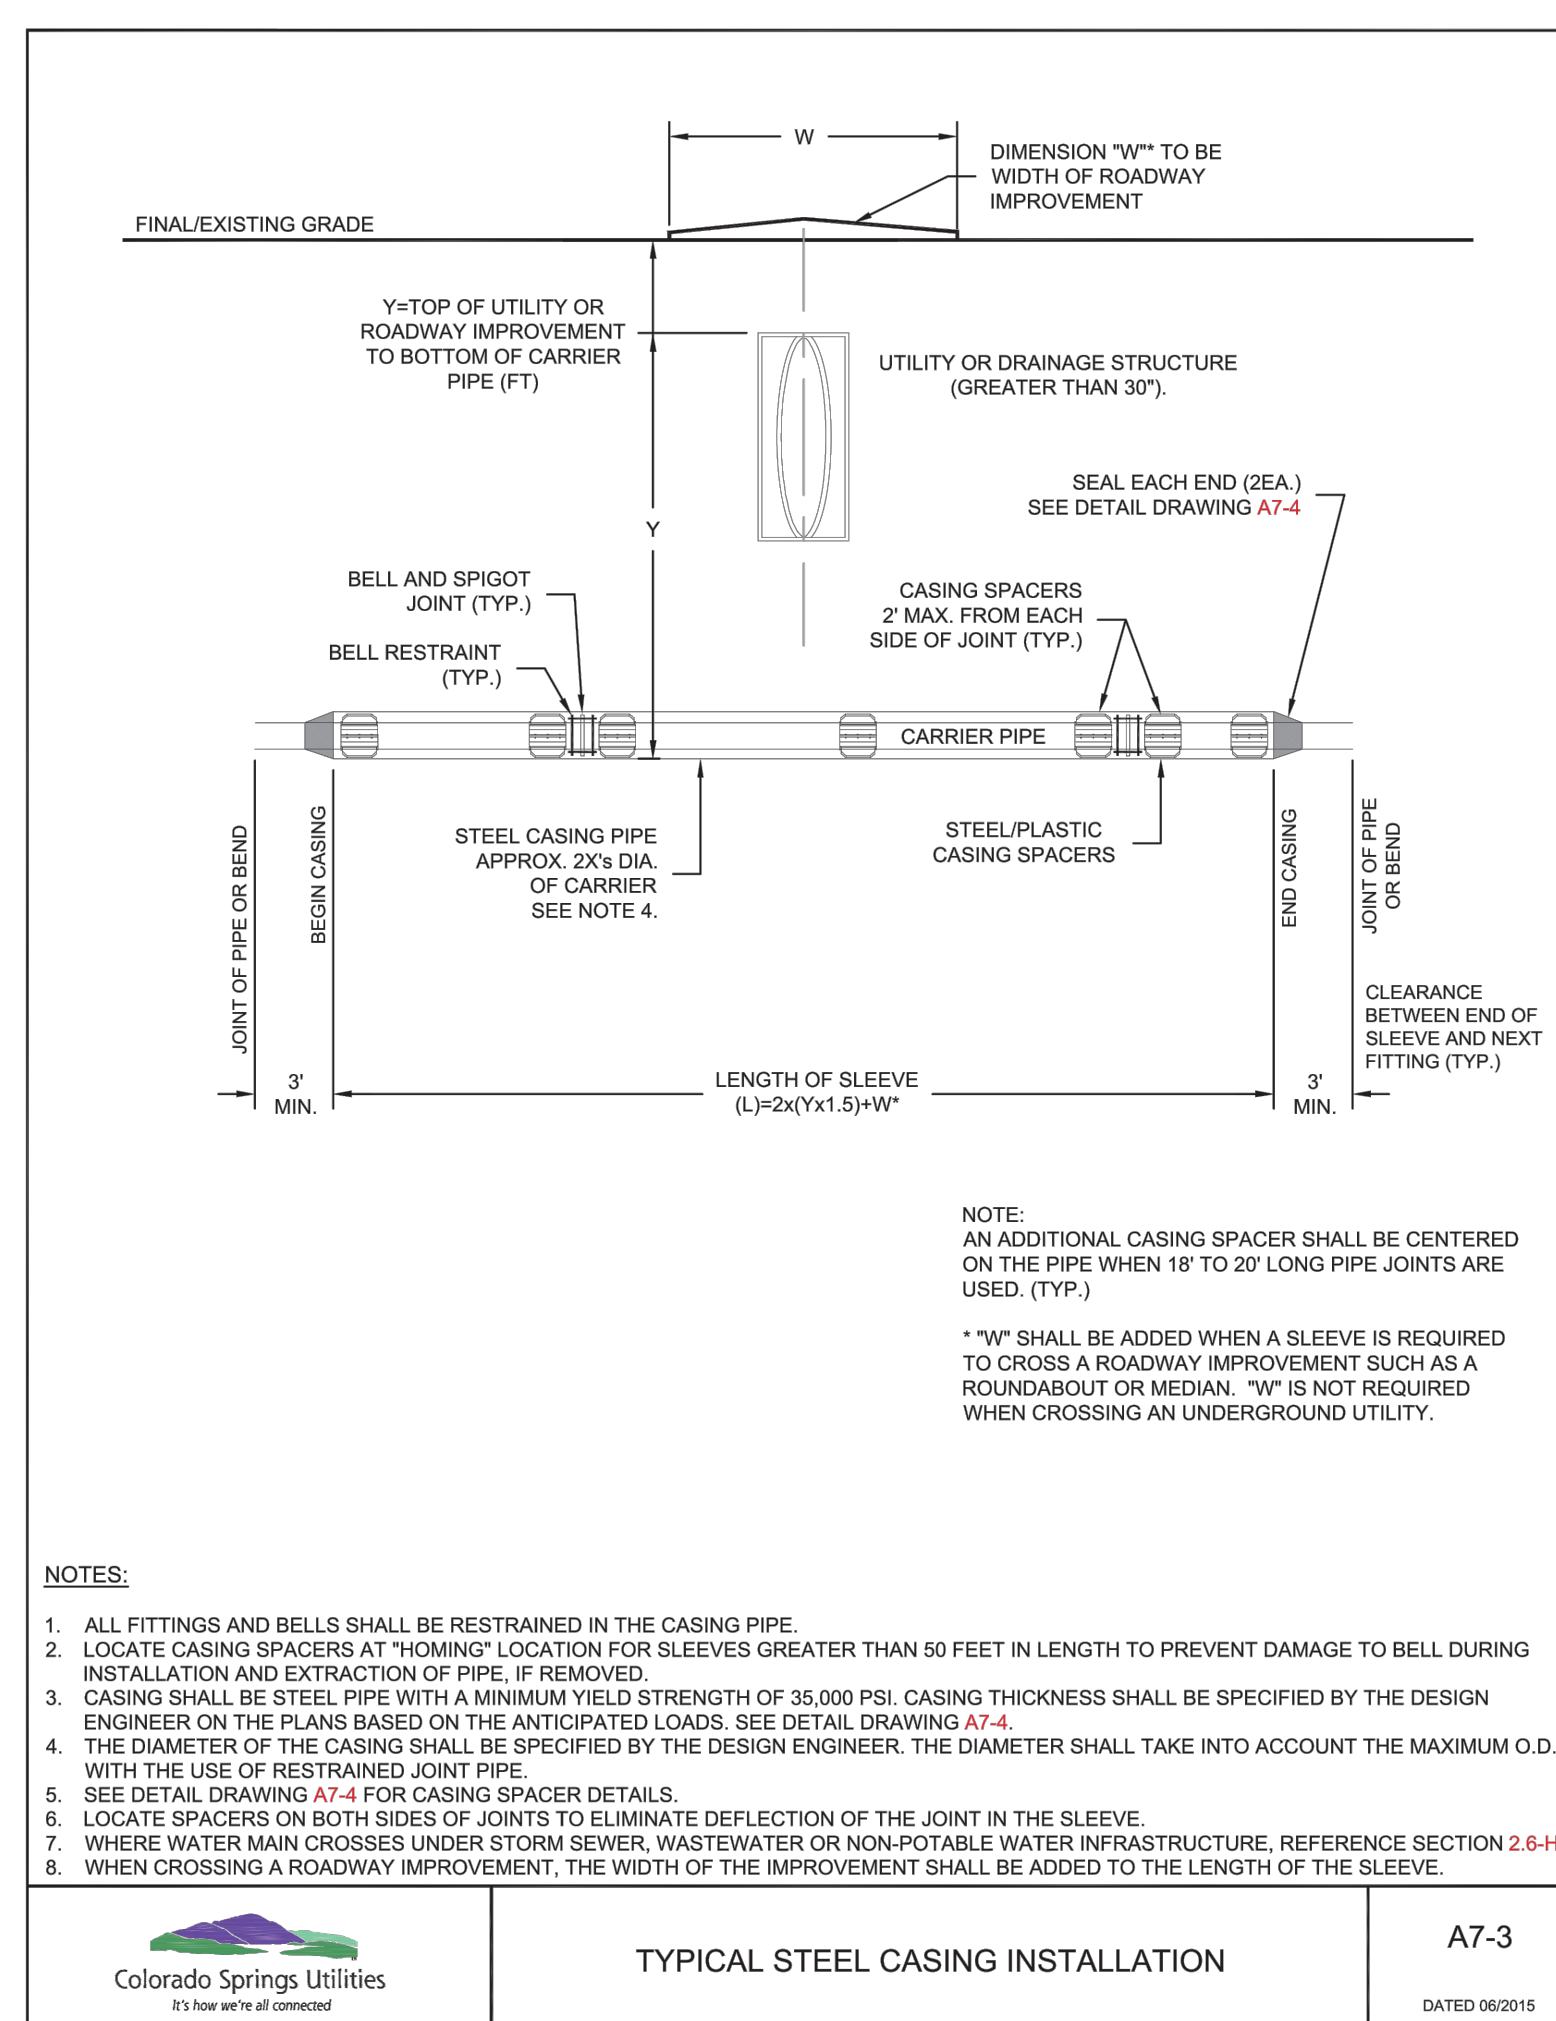 W
DIMENSION "W"* TO BE
WIDTH OF ROADWAY
IMPROVEMENT
FINAL/EXISTING GRADE
Y=TOP OF UTILITY OR
ROADWAY IMPROVEMENT
TO BOTTOM OF CARRIER
PIPE (FT)
UTILITY OR DRAINAGE STRUCTURE
(GREATER THAN 30").
SEAL EACH END (2EA.)
SEE DETAIL DRAWING A7-4
Y
BELL AND SPIGOT
JOINT (TYP.)
CASING SPACERS
2' MAX. FROM EACH
SIDE OF JOINT (TYP.)
BELL RESTRAINT
(TYP.)
CARRIER PIPE
STEEL CASING PIPE
APPROX. 2X's DIA.
OF CARRIER
SEE NOTE 4.
STEEL/PLASTIC
CASING SPACERS
JOINT OF PIPE OR BEND
BEGIN CASING
END CASING
JOINT OF PIPE
OR BEND
CLEARANCE
BETWEEN END OF
SLEEVE AND NEXT
FITTING (TYP.)
3'
MIN.
LENGTH OF SLEEVE
(L)=2x(Yx1.5)+W*
3'
MIN.
NOTE:
AN ADDITIONAL CASING SPACER SHALL BE CENTERED
ON THE PIPE WHEN 18' TO 20' LONG PIPE JOINTS ARE
USED. (TYP.)
* "W" SHALL BE ADDED WHEN A SLEEVE IS REQUIRED
TO CROSS A ROADWAY IMPROVEMENT SUCH AS A
ROUNDABOUT OR MEDIAN. "W" IS NOT REQUIRED
WHEN CROSSING AN UNDERGROUND UTILITY.
NOTES:
1. ALL FITTINGS AND BELLS SHALL BE RESTRAINED IN THE CASING PIPE.
2. LOCATE CASING SPACERS AT "HOMING" LOCATION FOR SLEEVES GREATER THAN 50 FEET IN LENGTH TO PREVENT DAMAGE TO BELL DURING
INSTALLATION AND EXTRACTION OF PIPE, IF REMOVED.
3. CASING SHALL BE STEEL PIPE WITH A MINIMUM YIELD STRENGTH OF 35,000 PSI. CASING THICKNESS SHALL BE SPECIFIED BY THE DESIGN
ENGINEER ON THE PLANS BASED ON THE ANTICIPATED LOADS. SEE DETAIL DRAWING A7-4.
4. THE DIAMETER OF THE CASING SHALL BE SPECIFIED BY THE DESIGN ENGINEER. THE DIAMETER SHALL TAKE INTO ACCOUNT THE MAXIMUM O.D.
WITH THE USE OF RESTRAINED JOINT PIPE.
5. SEE DETAIL DRAWING A7-4 FOR CASING SPACER DETAILS.
6. LOCATE SPACERS ON BOTH SIDES OF JOINTS TO ELIMINATE DEFLECTION OF THE JOINT IN THE SLEEVE.
7. WHERE WATER MAIN CROSSES UNDER STORM SEWER, WASTEWATER OR NON-POTABLE WATER INFRASTRUCTURE, REFERENCE SECTION 2.6-H
8. WHEN CROSSING A ROADWAY IMPROVEMENT, THE WIDTH OF THE IMPROVEMENT SHALL BE ADDED TO THE LENGTH OF THE SLEEVE.
Colorado Springs Utilities
It's how we're all connected
TYPICAL STEEL CASING INSTALLATION
A7-3
DATED 06/2015